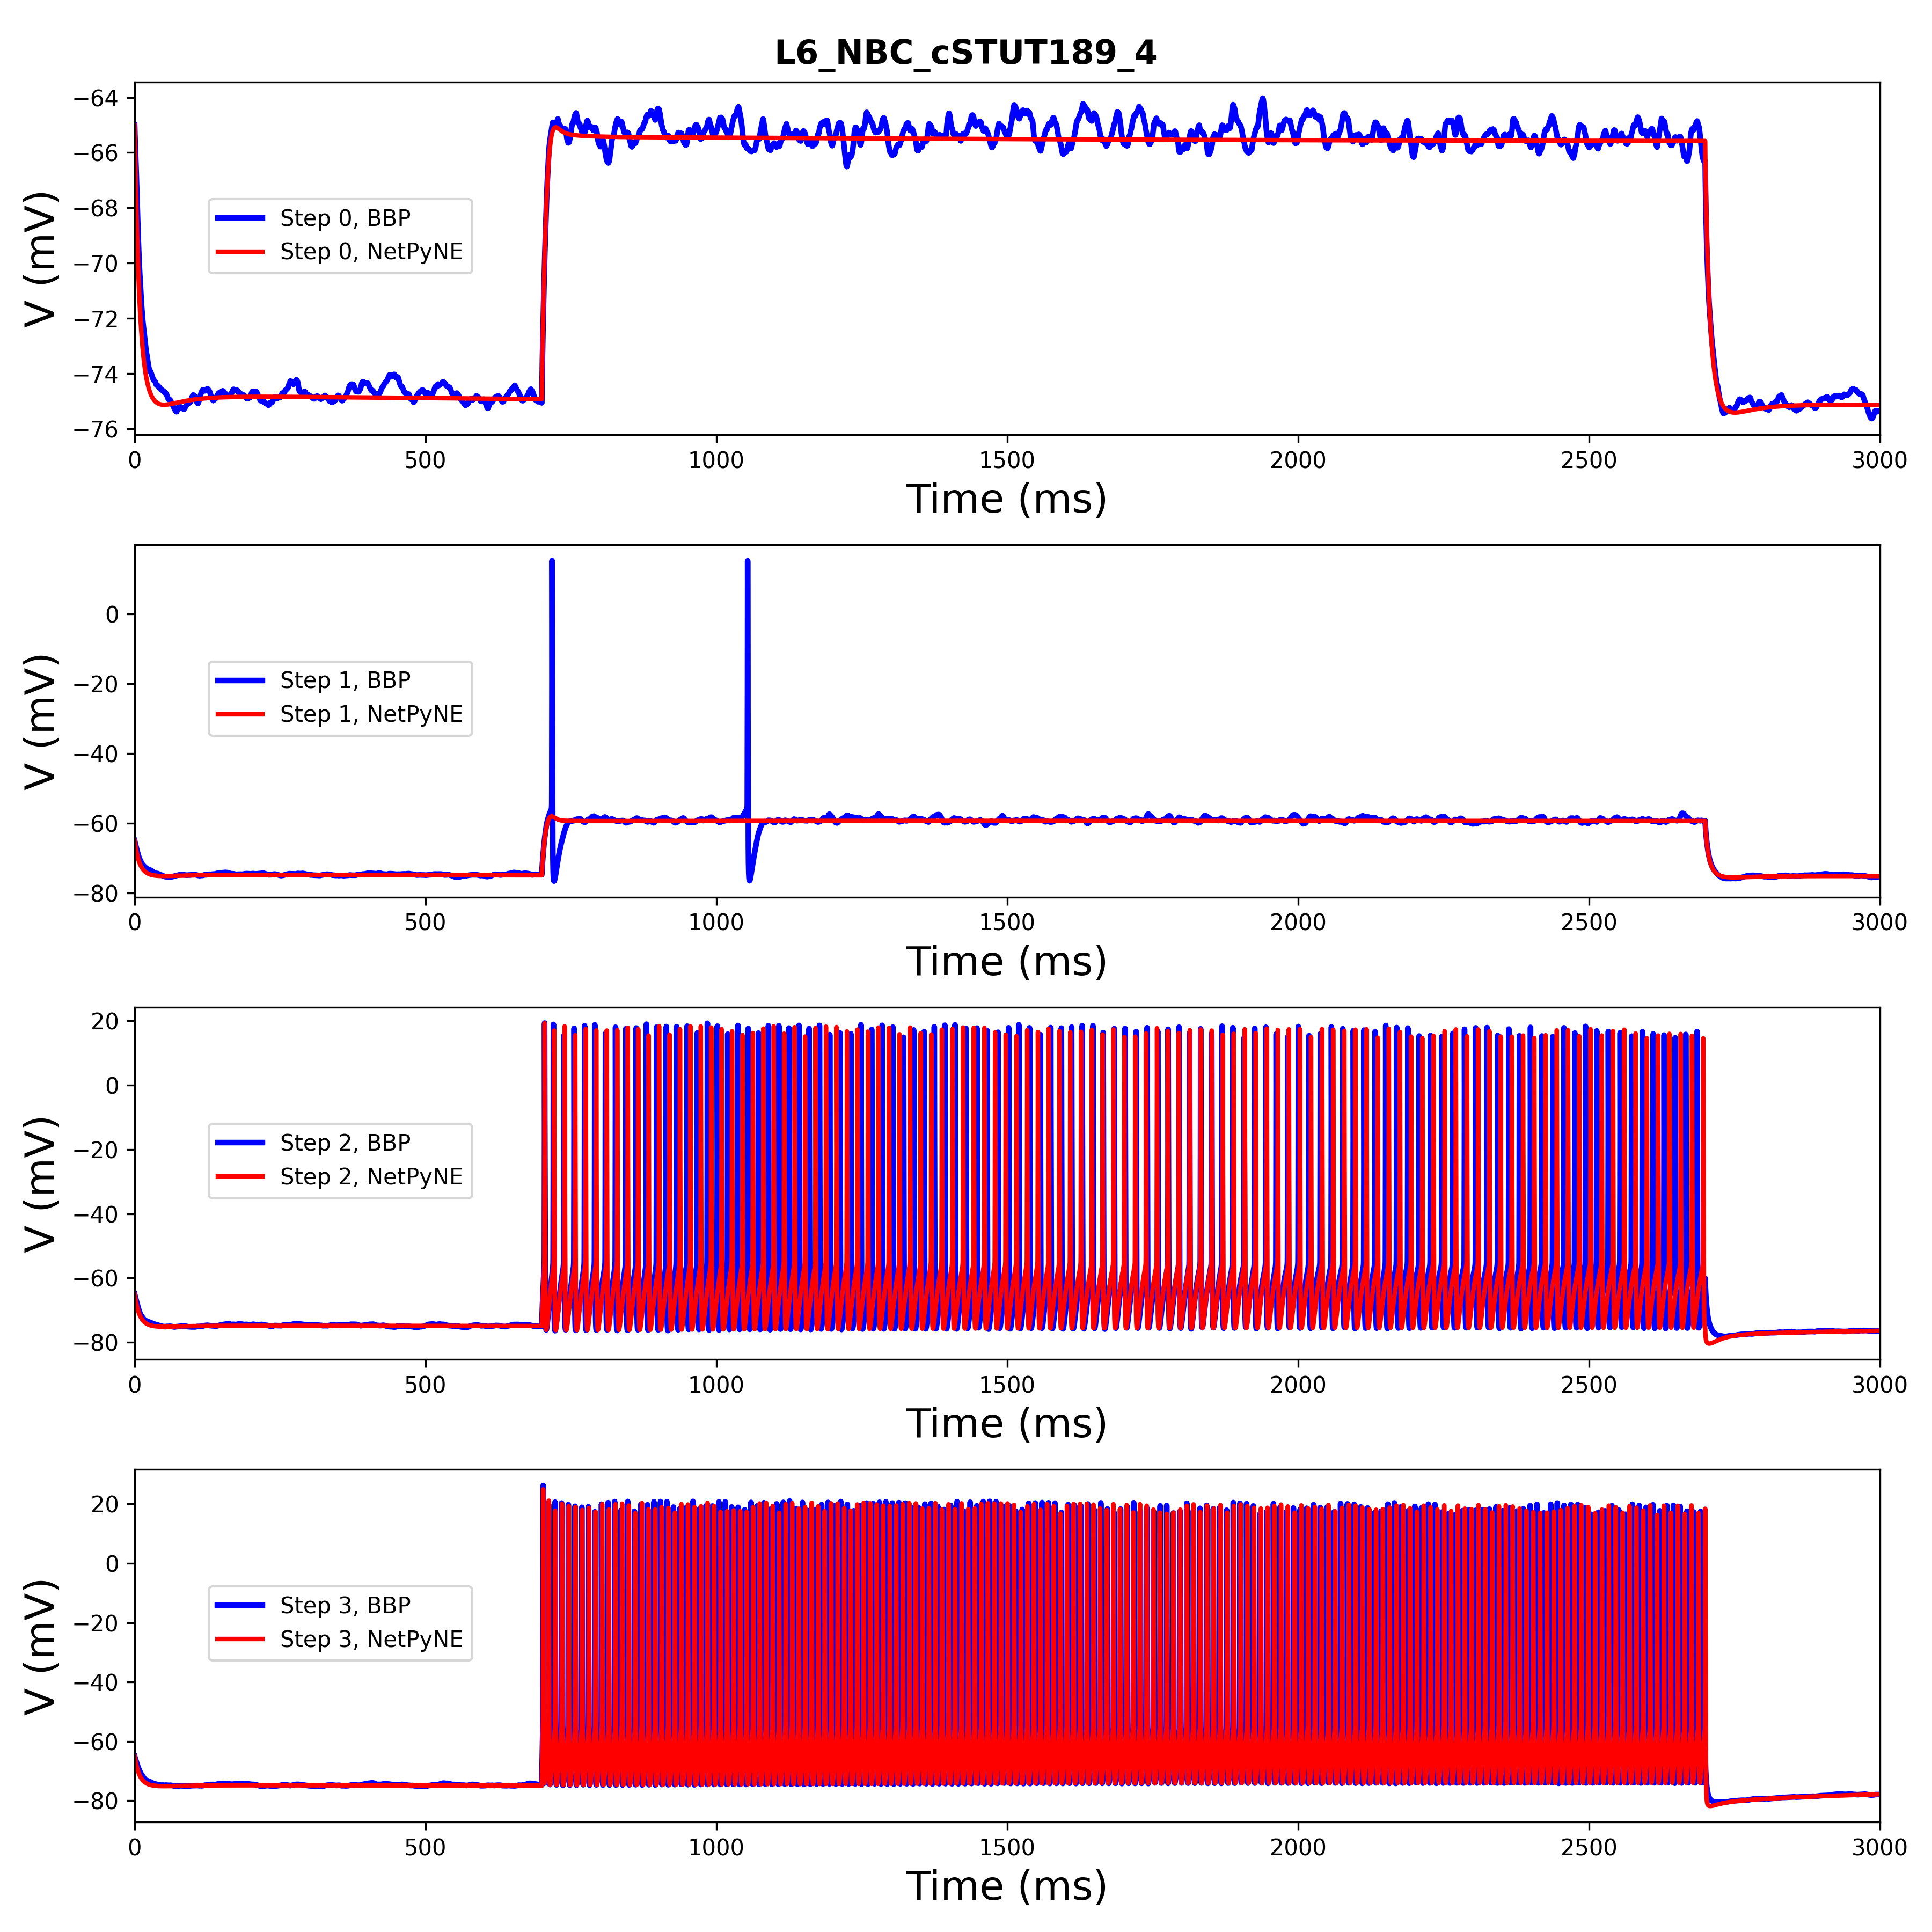 L6_NBC_cSTUT189_4
−64
−66
−68
−70
−72
−74
−76
V (mV)
Step 0, BBP
Step 0, NetPyNE
0 500 1000 1500 2000 2500 3000
Time (ms)
0
−20
−40
−60
−80
V (mV)
Step 1, BBP
Step 1, NetPyNE
0 500 1000 1500 2000 2500 3000
Time (ms)
20
0
−20
−40
−60
−80
V (mV)
Step 2, BBP
Step 2, NetPyNE
0 500 1000 1500 2000 2500 3000
Time (ms)
20
0
−20
−40
−60
−80
V (mV)
Step 3, BBP
Step 3, NetPyNE
0 500 1000 1500 2000 2500 3000
Time (ms)